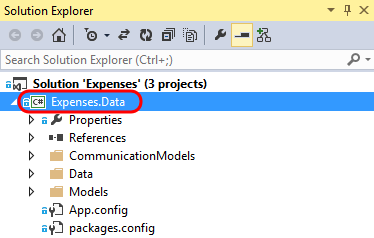 Solution Explorer
Search Solution Explorer (Ctrl+;)
Solution 'Expenses' (3 projects)
C# Expenses.Data
Properties
References
CommunicationModels
Data
Models
App.config
packages.config